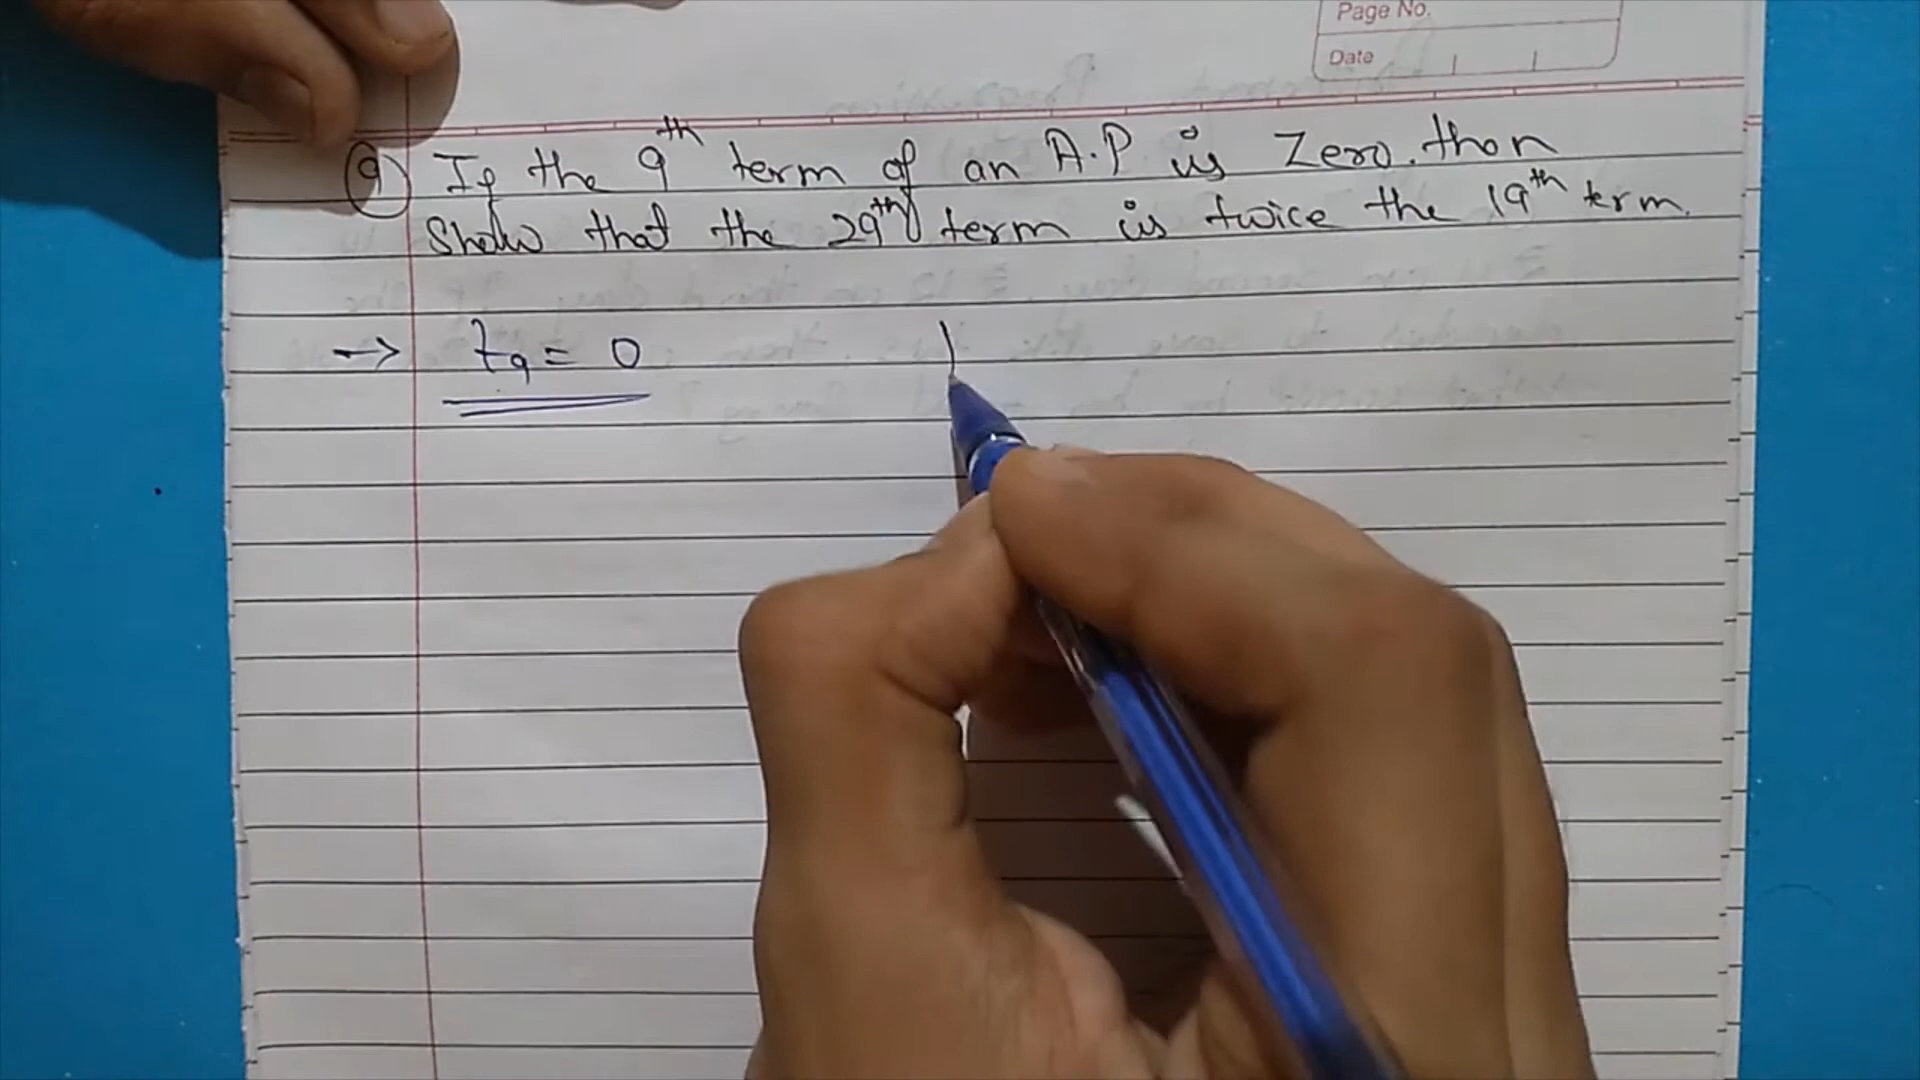 Page No.
Date
9) If the 9th term of an A.P is Zero. then
Show that the 29th term is twice the 19th term.
→ t9 = 0